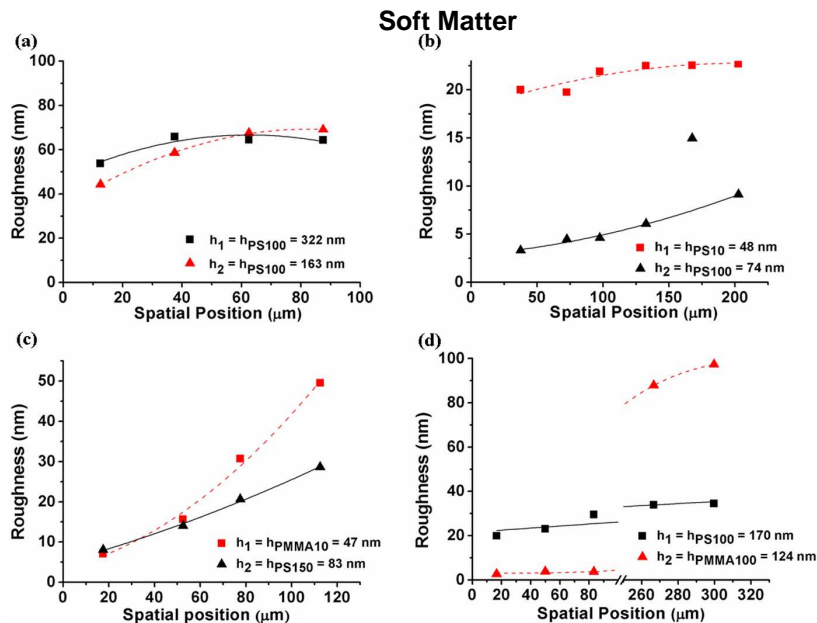 Soft Matter
(a)
100
80
60
40
20
0
Roughness (nm)
h1 = hPS100 = 322 nm
h2 = hPS100 = 163 nm
0 20 40 60 80 100
Spatial Position (μm)
(b)
20
15
10
5
0
Roughness (nm)
h1 = hPS10 = 48 nm
h2 = hPS100 = 74 nm
0 50 100 150 200
Spatial Position (μm)
(c)
50
40
30
20
10
0
Roughness (nm)
h1 = hPMMA10 = 47 nm
h2 = hPS150 = 83 nm
0 20 40 60 80 100 120
Spatial position (μm)
(d)
100
80
60
40
20
0
Roughness (nm)
h1 = hPS100 = 170 nm
h2 = hPMMA100 = 124 nm
0 20 40 60 80 260 280 300 320
Spatial Position (μm)